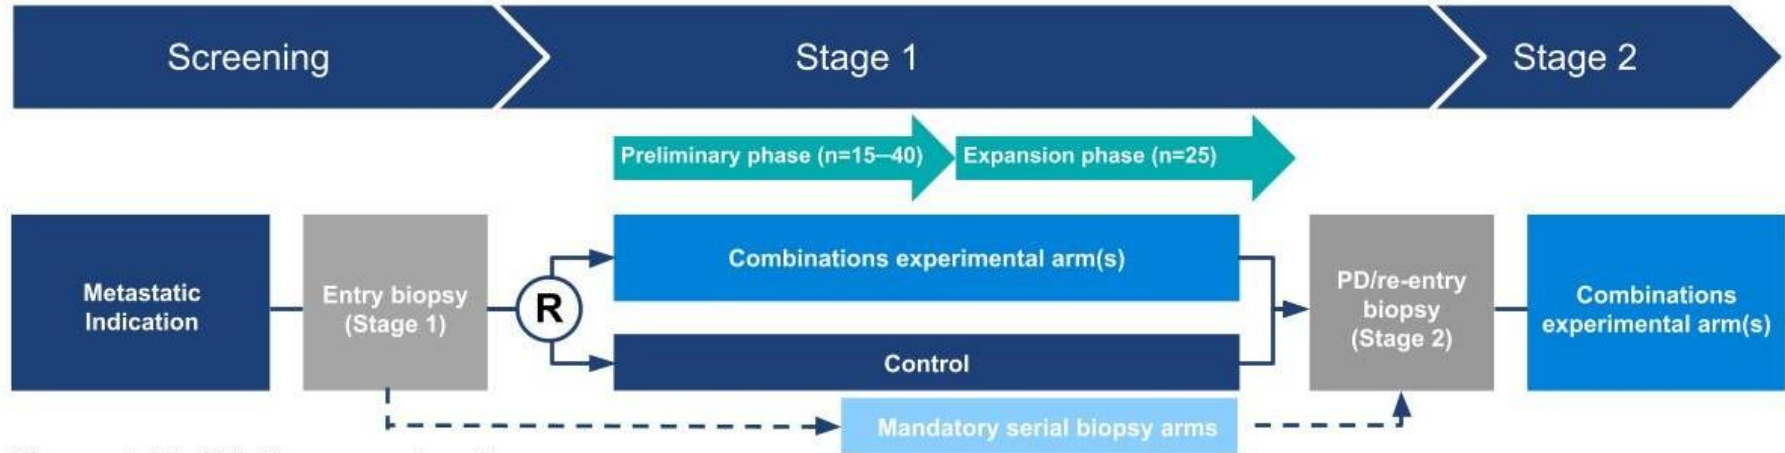 Screening
Stage 1
Stage 2
Preliminary phase (n=15–40)
Expansion phase (n=25)
Metastatic
Indication
Entry biopsy
(Stage 1)
R
Combinations experimental arm(s)
Control
Mandatory serial biopsy arms
PD/re-entry
biopsy
(Stage 2)
Combinations
experimental arm(s)